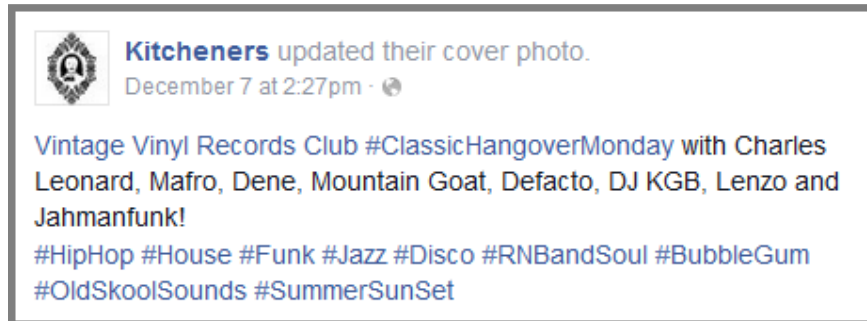 Kitcheners updated their cover photo.
December 7 at 2:27pm ·
Vintage Vinyl Records Club #ClassicHangoverMonday with Charles
Leonard, Mafro, Dene, Mountain Goat, Defacto, DJ KGB, Lenzo and
Jahmanfunk!
#HipHop #House #Funk #Jazz #Disco #RNBandSoul #BubbleGum
#OldSkoolSounds #SummerSunSet